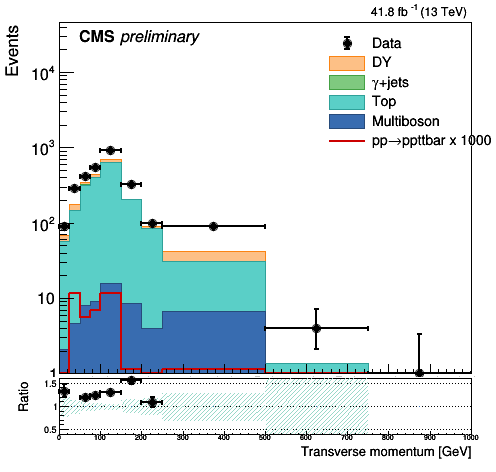 41.8 fb⁻¹ (13 TeV)
CMS preliminary
Events
Data
DY
γ+jets
Top
Multiboson
pp→ppttbar x 1000
10⁴
10³
10²
10
1
Ratio
1.5
1
0.5
0 100 200 300 400 500 600 700 800 900 1000
Transverse momentum [GeV]